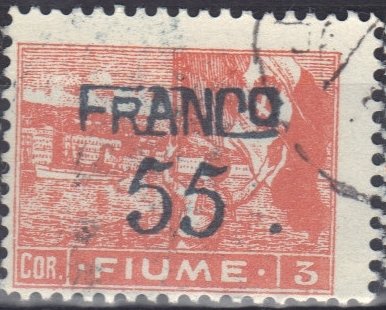 FRANCO
55.
COR. FIUME · 3